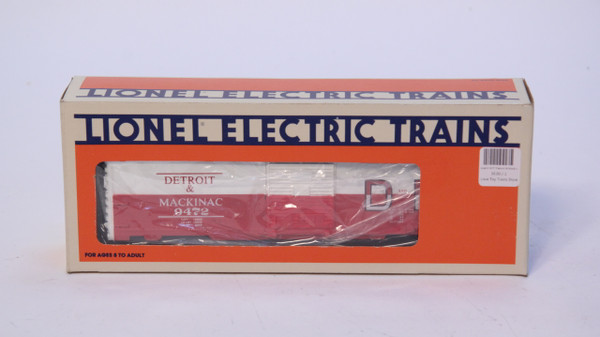 LIONEL ELECTRIC TRAINS
LIONEL® ELECTRIC TRAINS
DETROIT
&
MACKINAC
9472
D
FOR AGES 8 TO ADULT